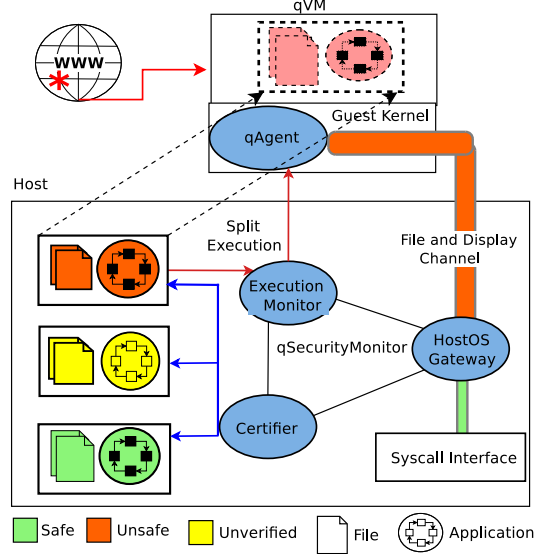 qVM
WWW
*
Guest Kernel
qAgent
Host
Split
Execution
File and Display
Channel
Execution
Monitor
qSecurityMonitor
HostOS
Gateway
Certifier
Syscall Interface
Safe
Unsafe
Unverified
File
Application